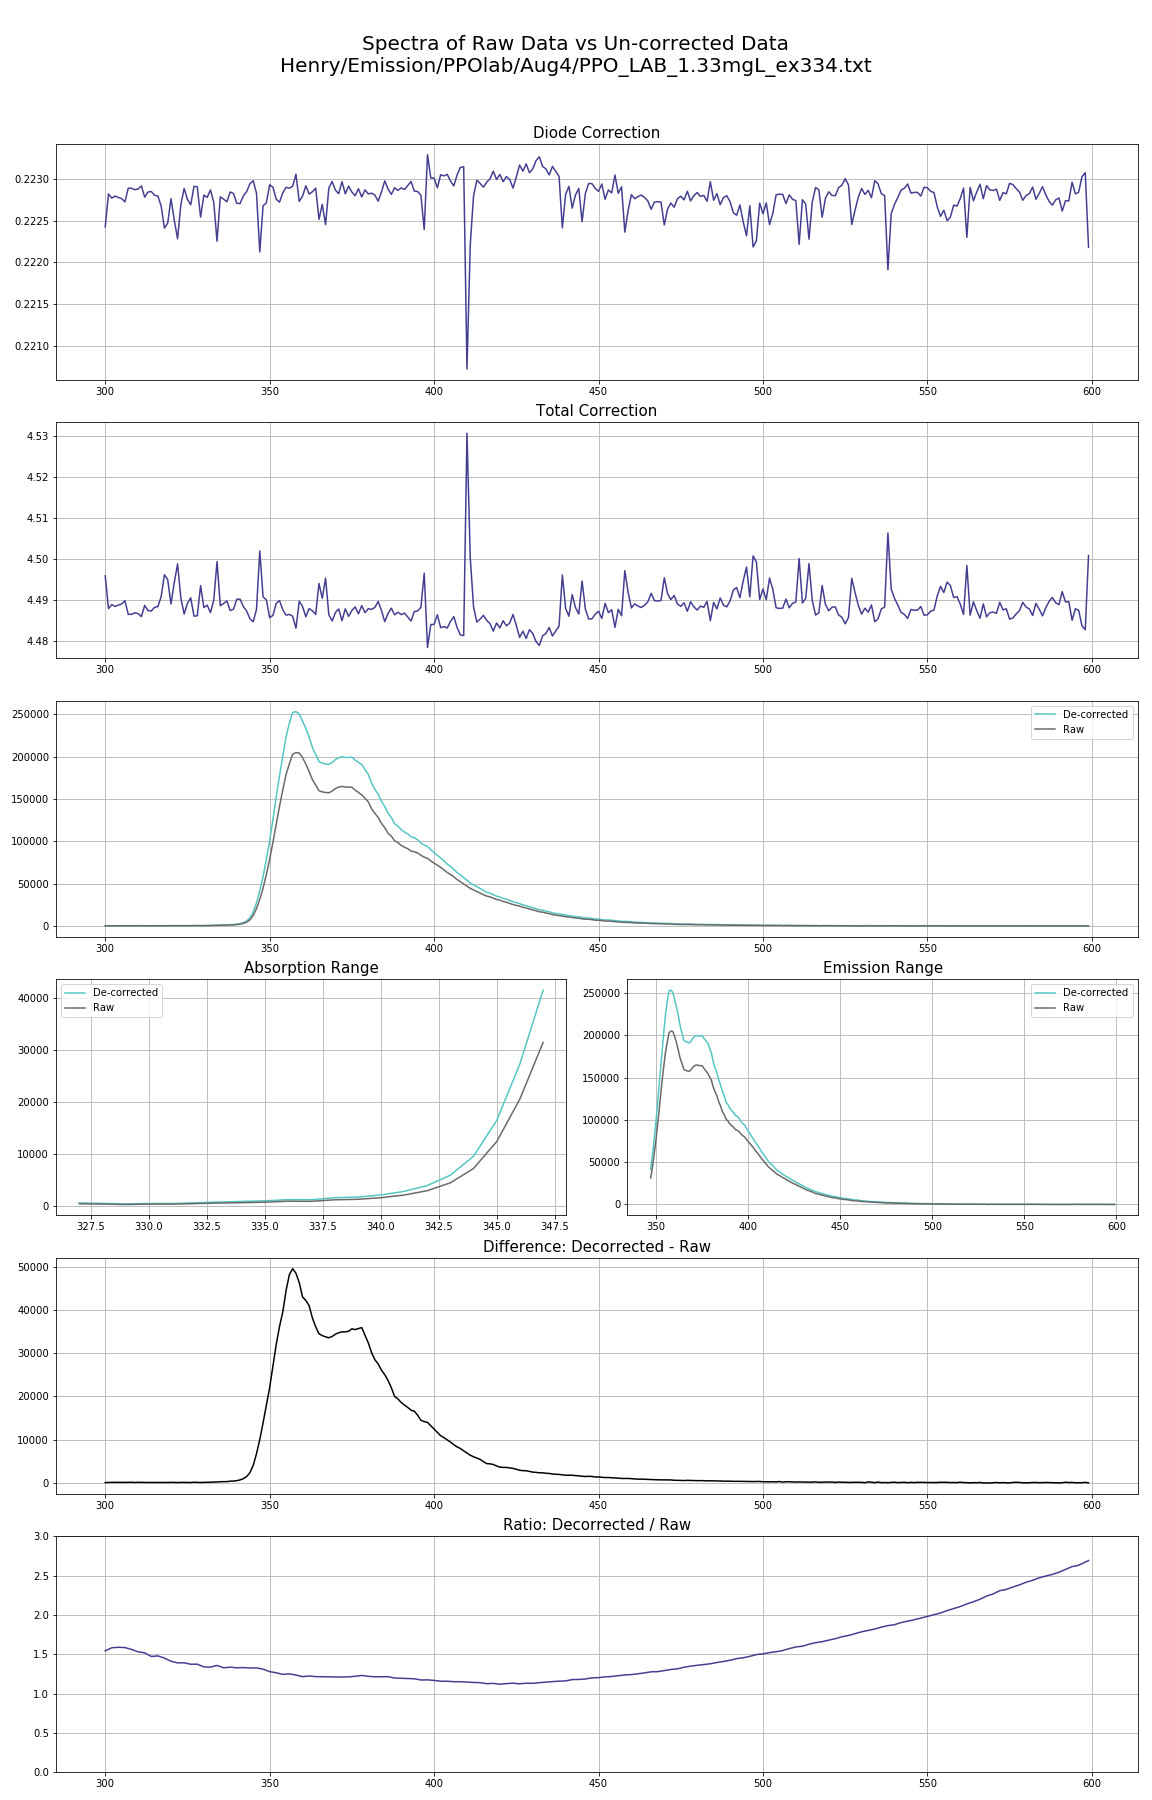 Spectra of Raw Data vs Un-corrected Data
Henry/Emission/PPOlab/Aug4/PPO_LAB_1.33mgL_ex334.txt
Diode Correction
0.2230
0.2225
0.2220
0.2215
0.2210
300 350 400 450 500 550 600
Total Correction
4.53
4.52
4.51
4.50
4.49
4.48
300 350 400 450 500 550 600
De-corrected
Raw
250000
200000
150000
100000
50000
0
300 350 400 450 500 550 600
Absorption Range
De-corrected
Raw
40000
30000
20000
10000
0
327.5 330.0 332.5 335.0 337.5 340.0 342.5 345.0 347.5
Emission Range
De-corrected
Raw
250000
200000
150000
100000
50000
0
350 400 450 500 550 600
Difference: Decorrected - Raw
50000
40000
30000
20000
10000
0
300 350 400 450 500 550 600
Ratio: Decorrected / Raw
3.0
2.5
2.0
1.5
1.0
0.5
0.0
300 350 400 450 500 550 600